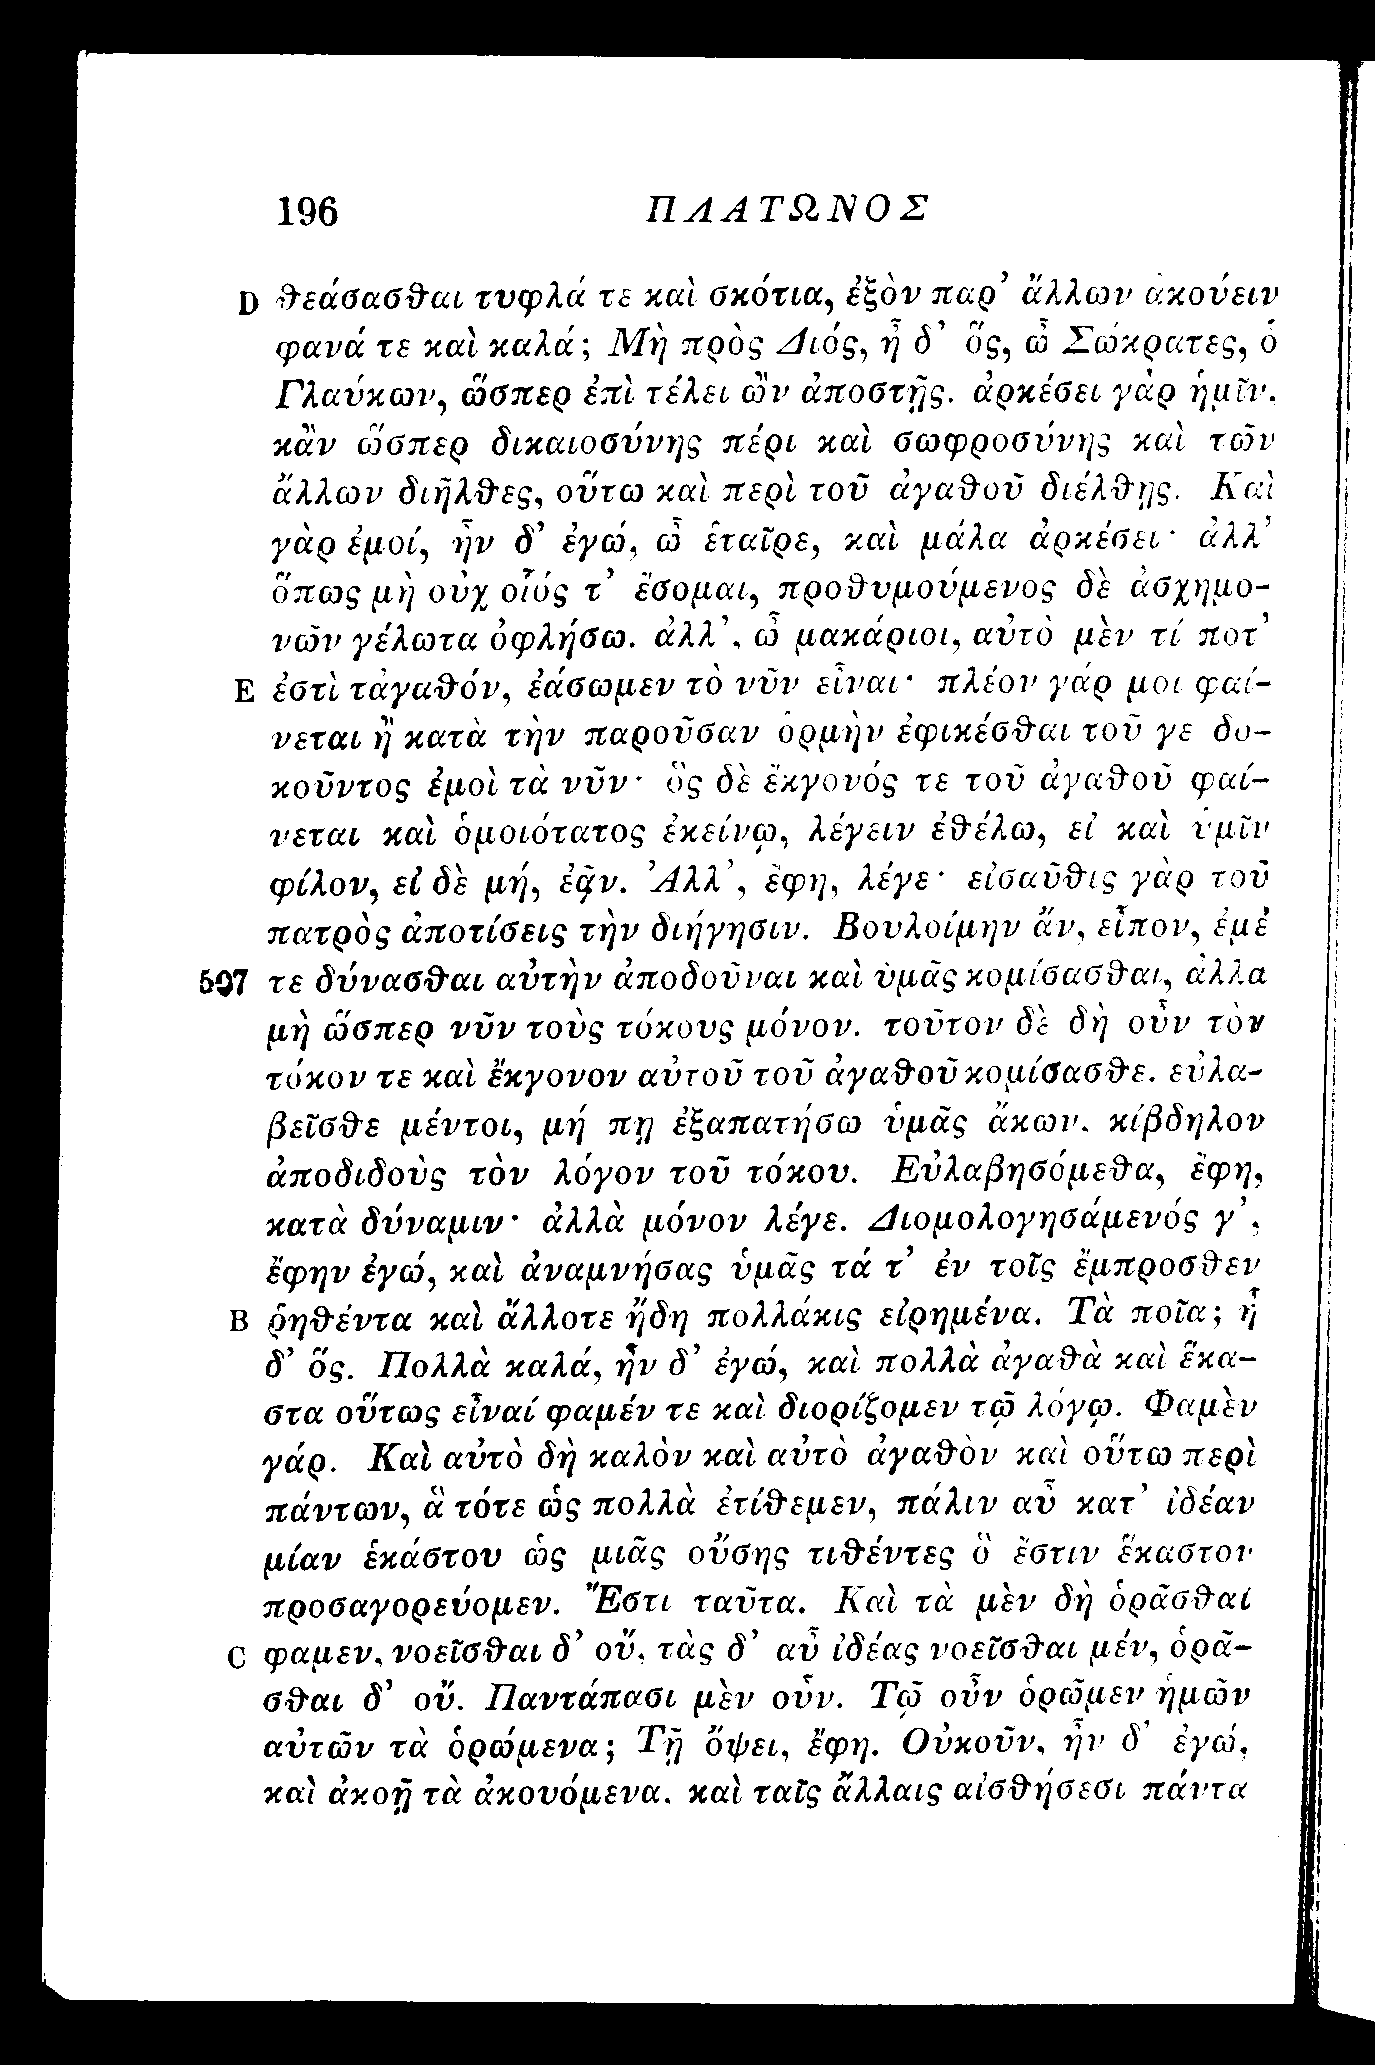 196 ΠΛΑΤΩΝΟΣ
D θεάσασθαι τυφλά τε καὶ σκότια, ἐξὸν παρ’ ἄλλων ἀκούειν
φανά τε καὶ καλά; Μὴ πρὸς Διός, ἦ δ’ ὅς, ὦ Σώκρατες, ὁ
Γλαύκων, ὥσπερ ἐπὶ τέλει ὢν ἀποστῇς. ἀρκέσει γὰρ ἡμῖν,
κἂν ὥσπερ δικαιοσύνης πέρι καὶ σωφροσύνης καὶ τῶν
ἄλλων διῆλθες, οὕτω καὶ περὶ τοῦ ἀγαθοῦ διέλθῃς. Καὶ
γὰρ ἐμοί, ἦν δ’ ἐγώ, ὦ ἑταῖρε, καὶ μάλα ἀρκέσει· ἀλλ’
ὅπως μὴ οὐχ οἷός τ’ ἔσομαι, προθυμούμενος δὲ ἀσχημο-
νῶν γέλωτα ὀφλήσω. ἀλλ’, ὦ μακάριοι, αὐτὸ μὲν τί ποτ’
E ἐστὶ τἀγαθόν, ἐάσωμεν τὸ νῦν εἶναι· πλέον γάρ μοι φαί-
νεται ἢ κατὰ τὴν παροῦσαν ὁρμὴν ἐφικέσθαι τοῦ γε δο-
κοῦντος ἐμοὶ τὰ νῦν· ὃς δὲ ἔκγονός τε τοῦ ἀγαθοῦ φαί-
νεται καὶ ὁμοιότατος ἐκείνῳ, λέγειν ἐθέλω, εἰ καὶ ὑμῖν
φίλον, εἰ δὲ μή, ἐᾷν. Ἀλλ’, ἔφη, λέγε· εἰσαῦθις γὰρ τοῦ
πατρὸς ἀποτίσεις τὴν διήγησιν. Βουλοίμην ἄν, εἶπον, ἐμέ
507 τε δύνασθαι αὐτὴν ἀποδοῦναι καὶ ὑμᾶς κομίσασθαι, ἀλλὰ
μὴ ὥσπερ νῦν τοὺς τόκους μόνον. τοῦτον δὲ δὴ οὖν τὸν
τόκον τε καὶ ἔκγονον αὐτοῦ τοῦ ἀγαθοῦ κομίσασθε. εὐλα-
βεῖσθε μέντοι, μή πῃ ἐξαπατήσω ὑμᾶς ἄκων, κίβδηλον
ἀποδιδοὺς τὸν λόγον τοῦ τόκου. Εὐλαβησόμεθα, ἔφη,
κατὰ δύναμιν· ἀλλὰ μόνον λέγε. Διομολογησάμενός γ’,
ἔφην ἐγώ, καὶ ἀναμνήσας ὑμᾶς τά τ’ ἐν τοῖς ἔμπροσθεν
B ῥηθέντα καὶ ἄλλοτε ἤδη πολλάκις εἰρημένα. Τὰ ποῖα; ἦ
δ’ ὅς. Πολλὰ καλά, ἦν δ’ ἐγώ, καὶ πολλὰ ἀγαθὰ καὶ ἕκα-
στα οὕτως εἶναί φαμέν τε καὶ διορίζομεν τῷ λόγῳ. Φαμὲν
γάρ. Καὶ αὐτὸ δὴ καλὸν καὶ αὐτὸ ἀγαθὸν καὶ οὕτω περὶ
πάντων, ἃ τότε ὡς πολλὰ ἐτίθεμεν, πάλιν αὖ κατ’ ἰδέαν
μίαν ἑκάστου ὡς μιᾶς οὔσης τιθέντες ὃ ἔστιν ἕκαστον
προσαγορεύομεν. Ἔστι ταῦτα. Καὶ τὰ μὲν δὴ ὁρᾶσθαί
C φαμεν, νοεῖσθαι δ’ οὔ, τὰς δ’ αὖ ἰδέας νοεῖσθαι μέν, ὁρᾶ-
σθαι δ’ οὔ. Παντάπασι μὲν οὖν. Τῷ οὖν ὁρῶμεν ἡμῶν
αὐτῶν τὰ ὁρώμενα; Τῇ ὄψει, ἔφη. Οὐκοῦν, ἦν δ’ ἐγώ,
καὶ ἀκοῇ τὰ ἀκουόμενα, καὶ ταῖς ἄλλαις αἰσθήσεσι πάντα